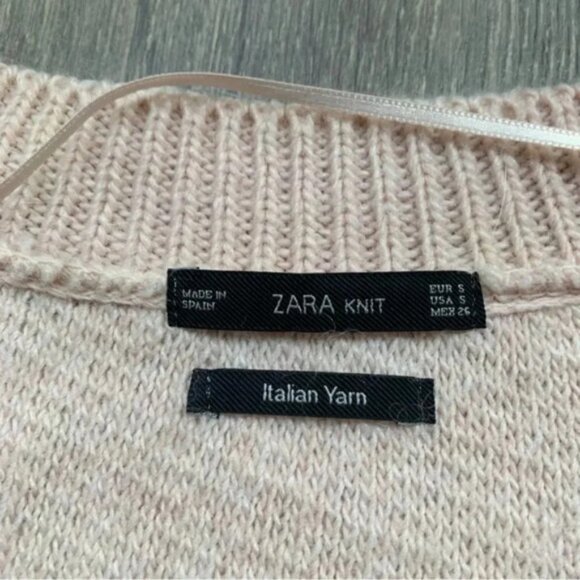 MADE IN
SPAIN
ZARA KNIT
EUR S
USA S
MEX 26
Italian Yarn